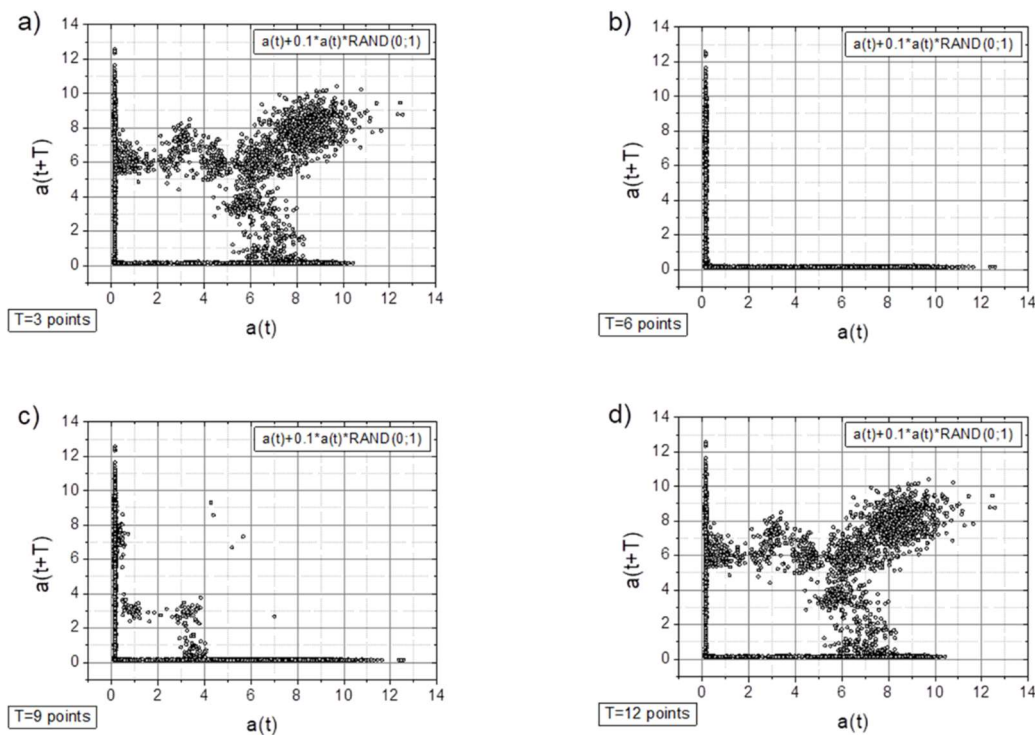 a)
a(t)+0.1*a(t)*RAND(0;1)
14
12
10
8
6
4
2
0
a(t+T)
0 2 4 6 8 10 12 14
a(t)
T=3 points
b)
a(t)+0.1*a(t)*RAND(0;1)
14
12
10
8
6
4
2
0
a(t+T)
0 2 4 6 8 10 12 14
a(t)
T=6 points
c)
a(t)+0.1*a(t)*RAND(0;1)
14
12
10
8
6
4
2
0
a(t+T)
0 2 4 6 8 10 12 14
a(t)
T=9 points
d)
a(t)+0.1*a(t)*RAND(0;1)
14
12
10
8
6
4
2
0
a(t+T)
0 2 4 6 8 10 12 14
a(t)
T=12 points